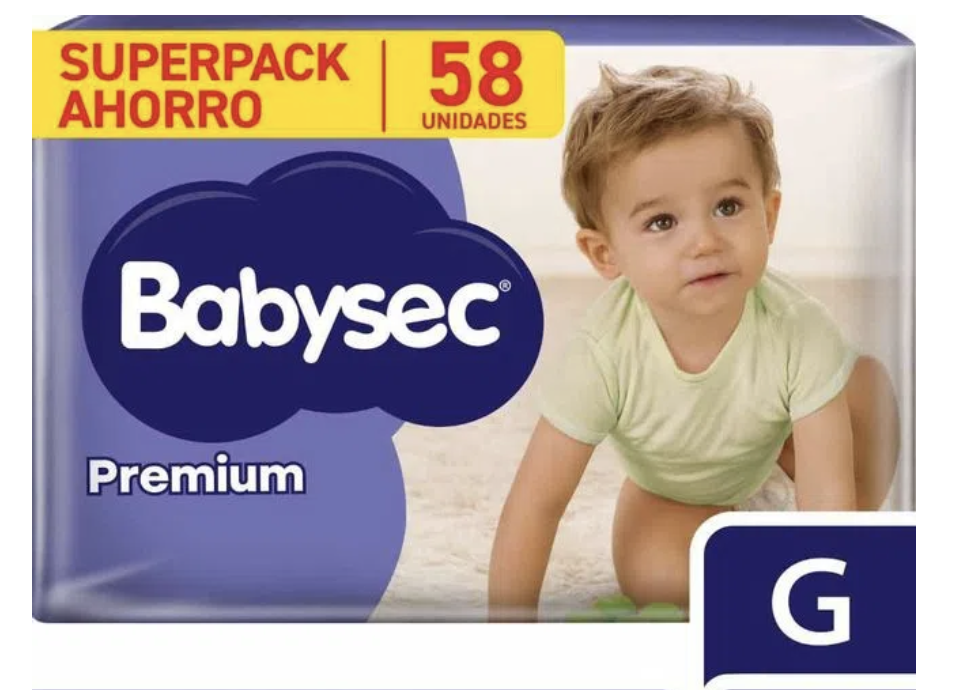 SUPERPACK
AHORRO
58
UNIDADES
Babysec®
Premium
G